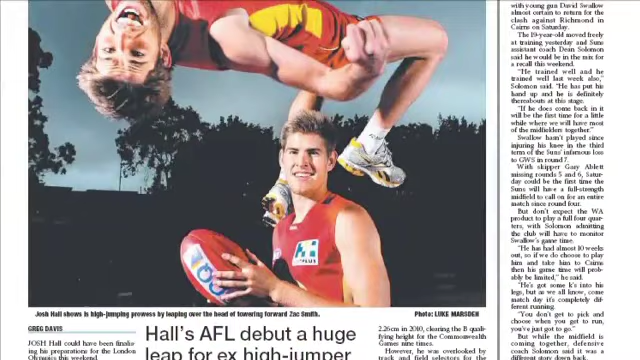 Josh Hall shows is high-jumping prowess by leaping over the head of towering forward Zac Smith.
Photo: LUKE MARSDEN
GREG DAVIS
JOSH Hall could have been finalis-
ing his preparations for the London
Olympics this weekend
Hall's AFL debut a huge
leap for ex high-jumper
2.26cm in 2010, clearing the B quali-
fying height for the Commonwealth
Games nine times.
However, he was overlooked by
track and field selectors for the
with young gun David Swallow
almost certain to return for the
clash against Richmond in
Cairns on Saturday.
The 19-year-old moved freely
at training yesterday and Suns
assistant coach Dean Solomon
said he would be in the mix for
a recall this weekend.
"He trained well and he
trained well last week also,"
Solomon said. "He has put his
hand up and he is definitely
thereabouts at this stage.
"If he does come back in it
will be the first time for a little
while where we will have most
of the midfielders together."
Swallow hasn't played since
injuring his knee in the third
term of the Suns' infamous loss
to GWS in round 7.
With skipper Gary Ablett
missing rounds 5 and 6, Satur-
day could be the first time the
Suns will have a full-strength
midfield to call on for an entire
match since round four.
But don't expect the WA
product to play a full four quar-
ters, with Solomon admitting
the club will have to monitor
Swallow's game time.
"He has had almost 10 weeks
out, so if we do choose to play
him and take him to Cairns
then his game time will prob-
ably be limited," he said.
"He's got some k's into his
legs, but as we all know, come
match day it's completely dif-
ferent running.
"You don't get to pick and
choose when you got to run,
you've just got to go."
But while the midfield is
coming together, defensive
coach Solomon said it was a
different story down back.
100
PLUS